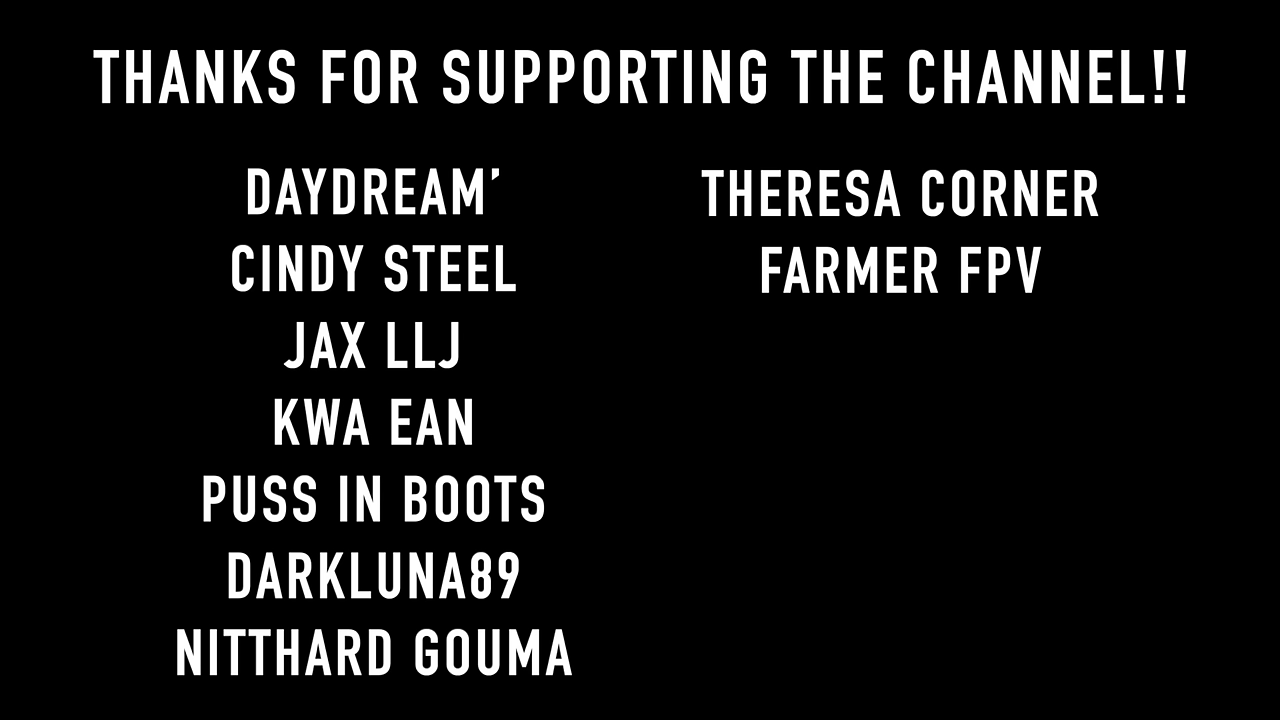 THANKS FOR SUPPORTING THE CHANNEL!!
DAYDREAM’
CINDY STEEL
JAX LLJ
KWA EAN
PUSS IN BOOTS
DARKLUNA89
NITTHARD GOUMA
THERESA CORNER
FARMER FPV